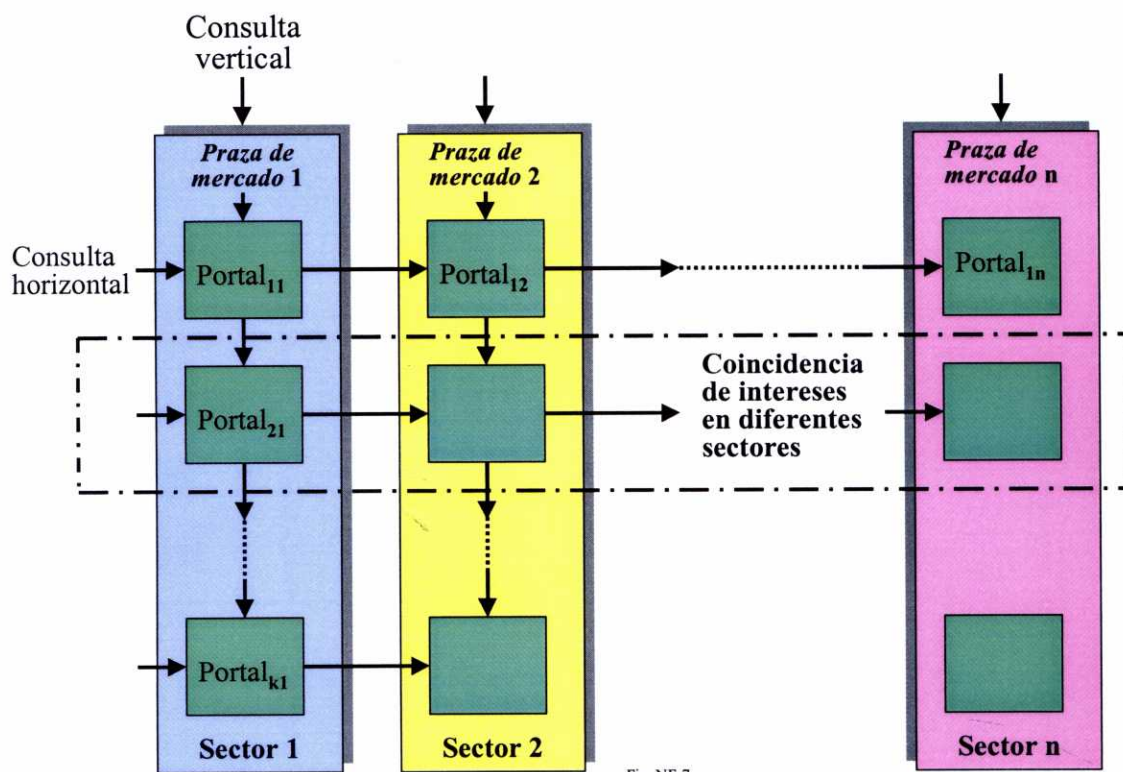 Consulta
vertical
Praza de
mercado 1
Praza de
mercado 2
Praza de
mercado n
Consulta
horizontal
Portal11
Portal12
Portal1n
Portal21
Coincidencia
de intereses
en diferentes
sectores
Portalk1
Sector 1
Sector 2
Sector n